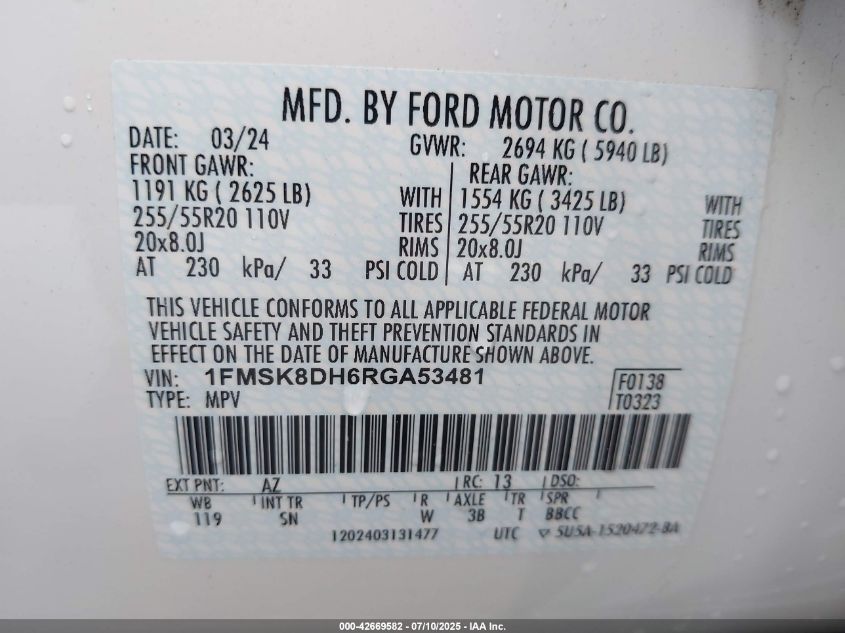 MFD. BY FORD MOTOR CO.
DATE: 03/24 GVWR: 2694 KG ( 5940 LB)
FRONT GAWR: REAR GAWR:
1191 KG ( 2625 LB) WITH 1554 KG ( 3425 LB) WITH
255/55R20 110V TIRES 255/55R20 110V TIRES
20x8.0J RIMS 20x8.0J RIMS
AT 230 kPa/ 33 PSI COLD AT 230 kPa/ 33 PSI COLD
THIS VEHICLE CONFORMS TO ALL APPLICABLE FEDERAL MOTOR
VEHICLE SAFETY AND THEFT PREVENTION STANDARDS IN
EFFECT ON THE DATE OF MANUFACTURE SHOWN ABOVE.
VIN: 1FMSK8DH6RGA53481 F0138
TYPE: MPV T0323
EXT PNT: AZ RC: 13 DSO:
WB INT TR TP/PS R AXLE TR SPR
119 SN W 3B T BBCC
1202403131477 UTC 5U5A-1520472-BA
000-42669582 - 07/10/2025 - IAA Inc.